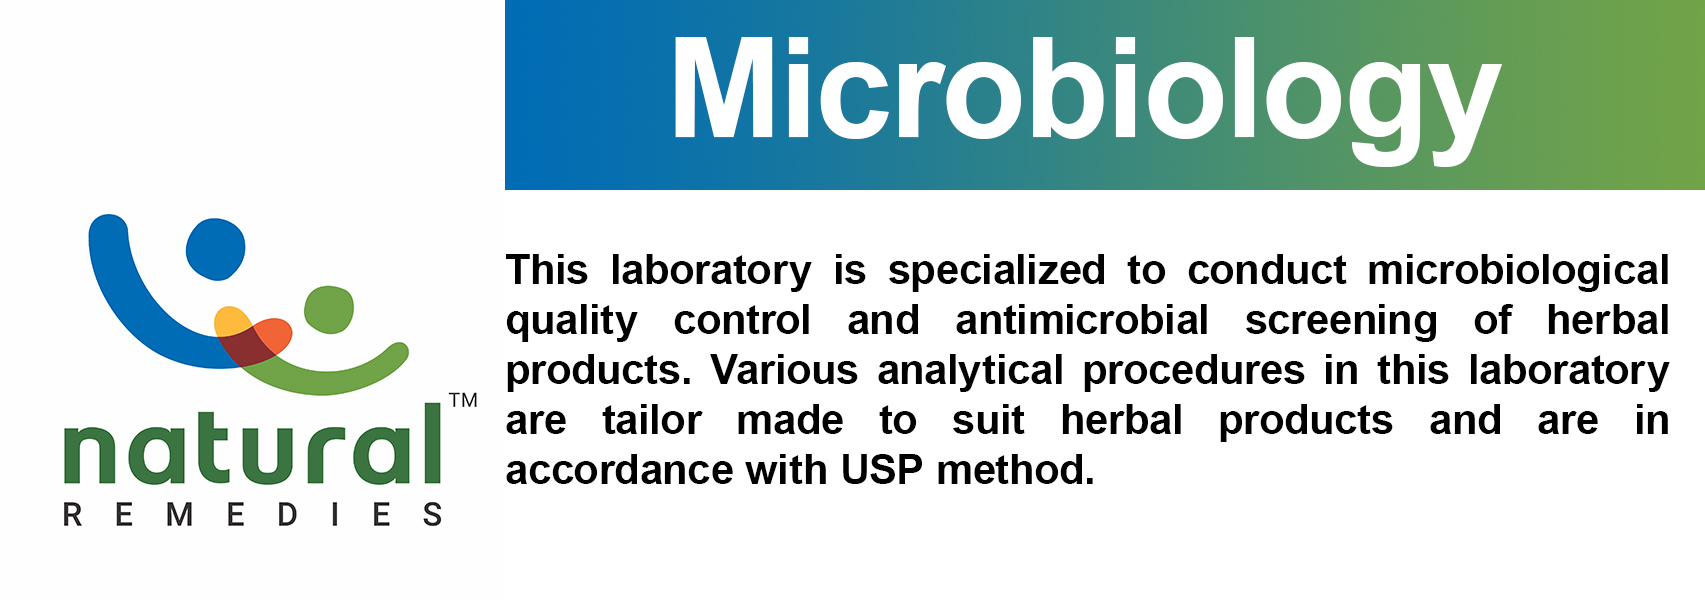 Microbiology
This laboratory is specialized to conduct microbiological
quality control and antimicrobial screening of herbal
products. Various analytical procedures in this laboratory
are tailor made to suit herbal products and are in
accordance with USP method.
natural™
REMEDIES